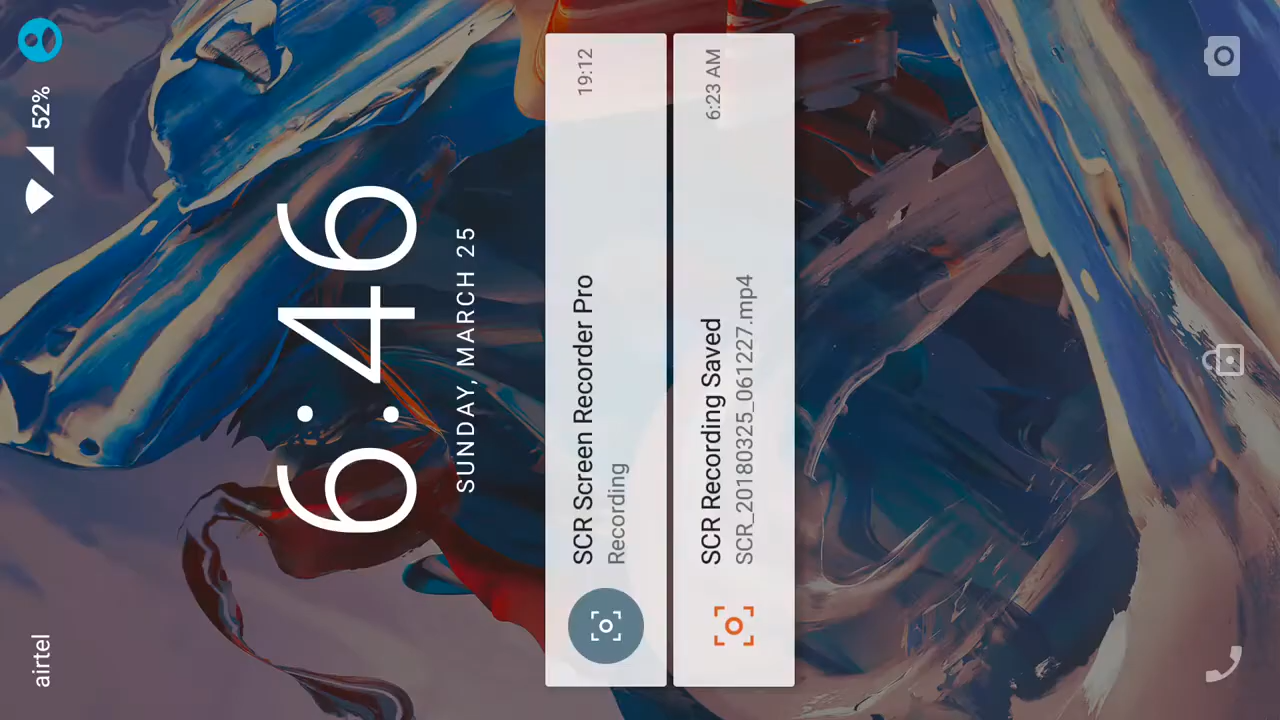 airtel
52%
6:46
SUNDAY, MARCH 25
SCR Screen Recorder Pro 19:12
Recording
SCR Recording Saved 6:23 AM
SCR_20180325_061227.mp4